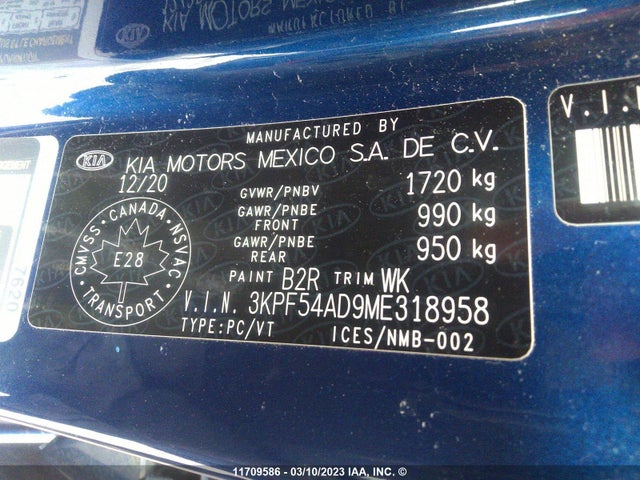 MANUFACTURED BY
KIA KIA MOTORS MEXICO S.A. DE C.V.
12/20
GVWR/PNBV 1720 kg
GAWR/PNBE FRONT 990 kg
GAWR/PNBE REAR 950 kg
CANADA
CMVSS NSVAC
E28
TRANSPORT
PAINT B2R TRIM WK
V.I.N. 3KPF54AD9ME318958
TYPE:PC/VT ICES/NMB-002
V.I.
7620
11709586 - 03/10/2023 IAA, INC. ©